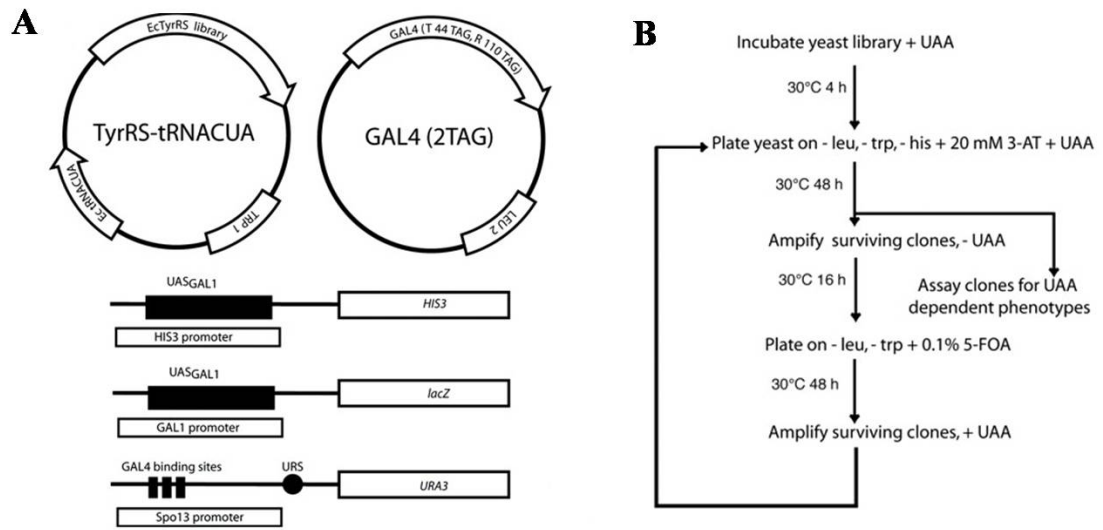 A
EcTyrRS library
TyrRS-tRNACUA
Ec tRNACUA
TRP 1
GAL4 (T 44 TAG, R 110 TAG)
GAL4 (2TAG)
LEU 2
UASGAL1
HIS3
HIS3 promoter
UASGAL1
lacZ
GAL1 promoter
GAL4 binding sites
URS
URA3
Spo13 promoter
B
Incubate yeast library + UAA
30°C 4 h
Plate yeast on - leu, - trp, - his + 20 mM 3-AT + UAA
30°C 48 h
Ampify surviving clones, - UAA
30°C 16 h
Assay clones for UAA
dependent phenotypes
Plate on - leu, - trp + 0.1% 5-FOA
30°C 48 h
Amplify surviving clones, + UAA